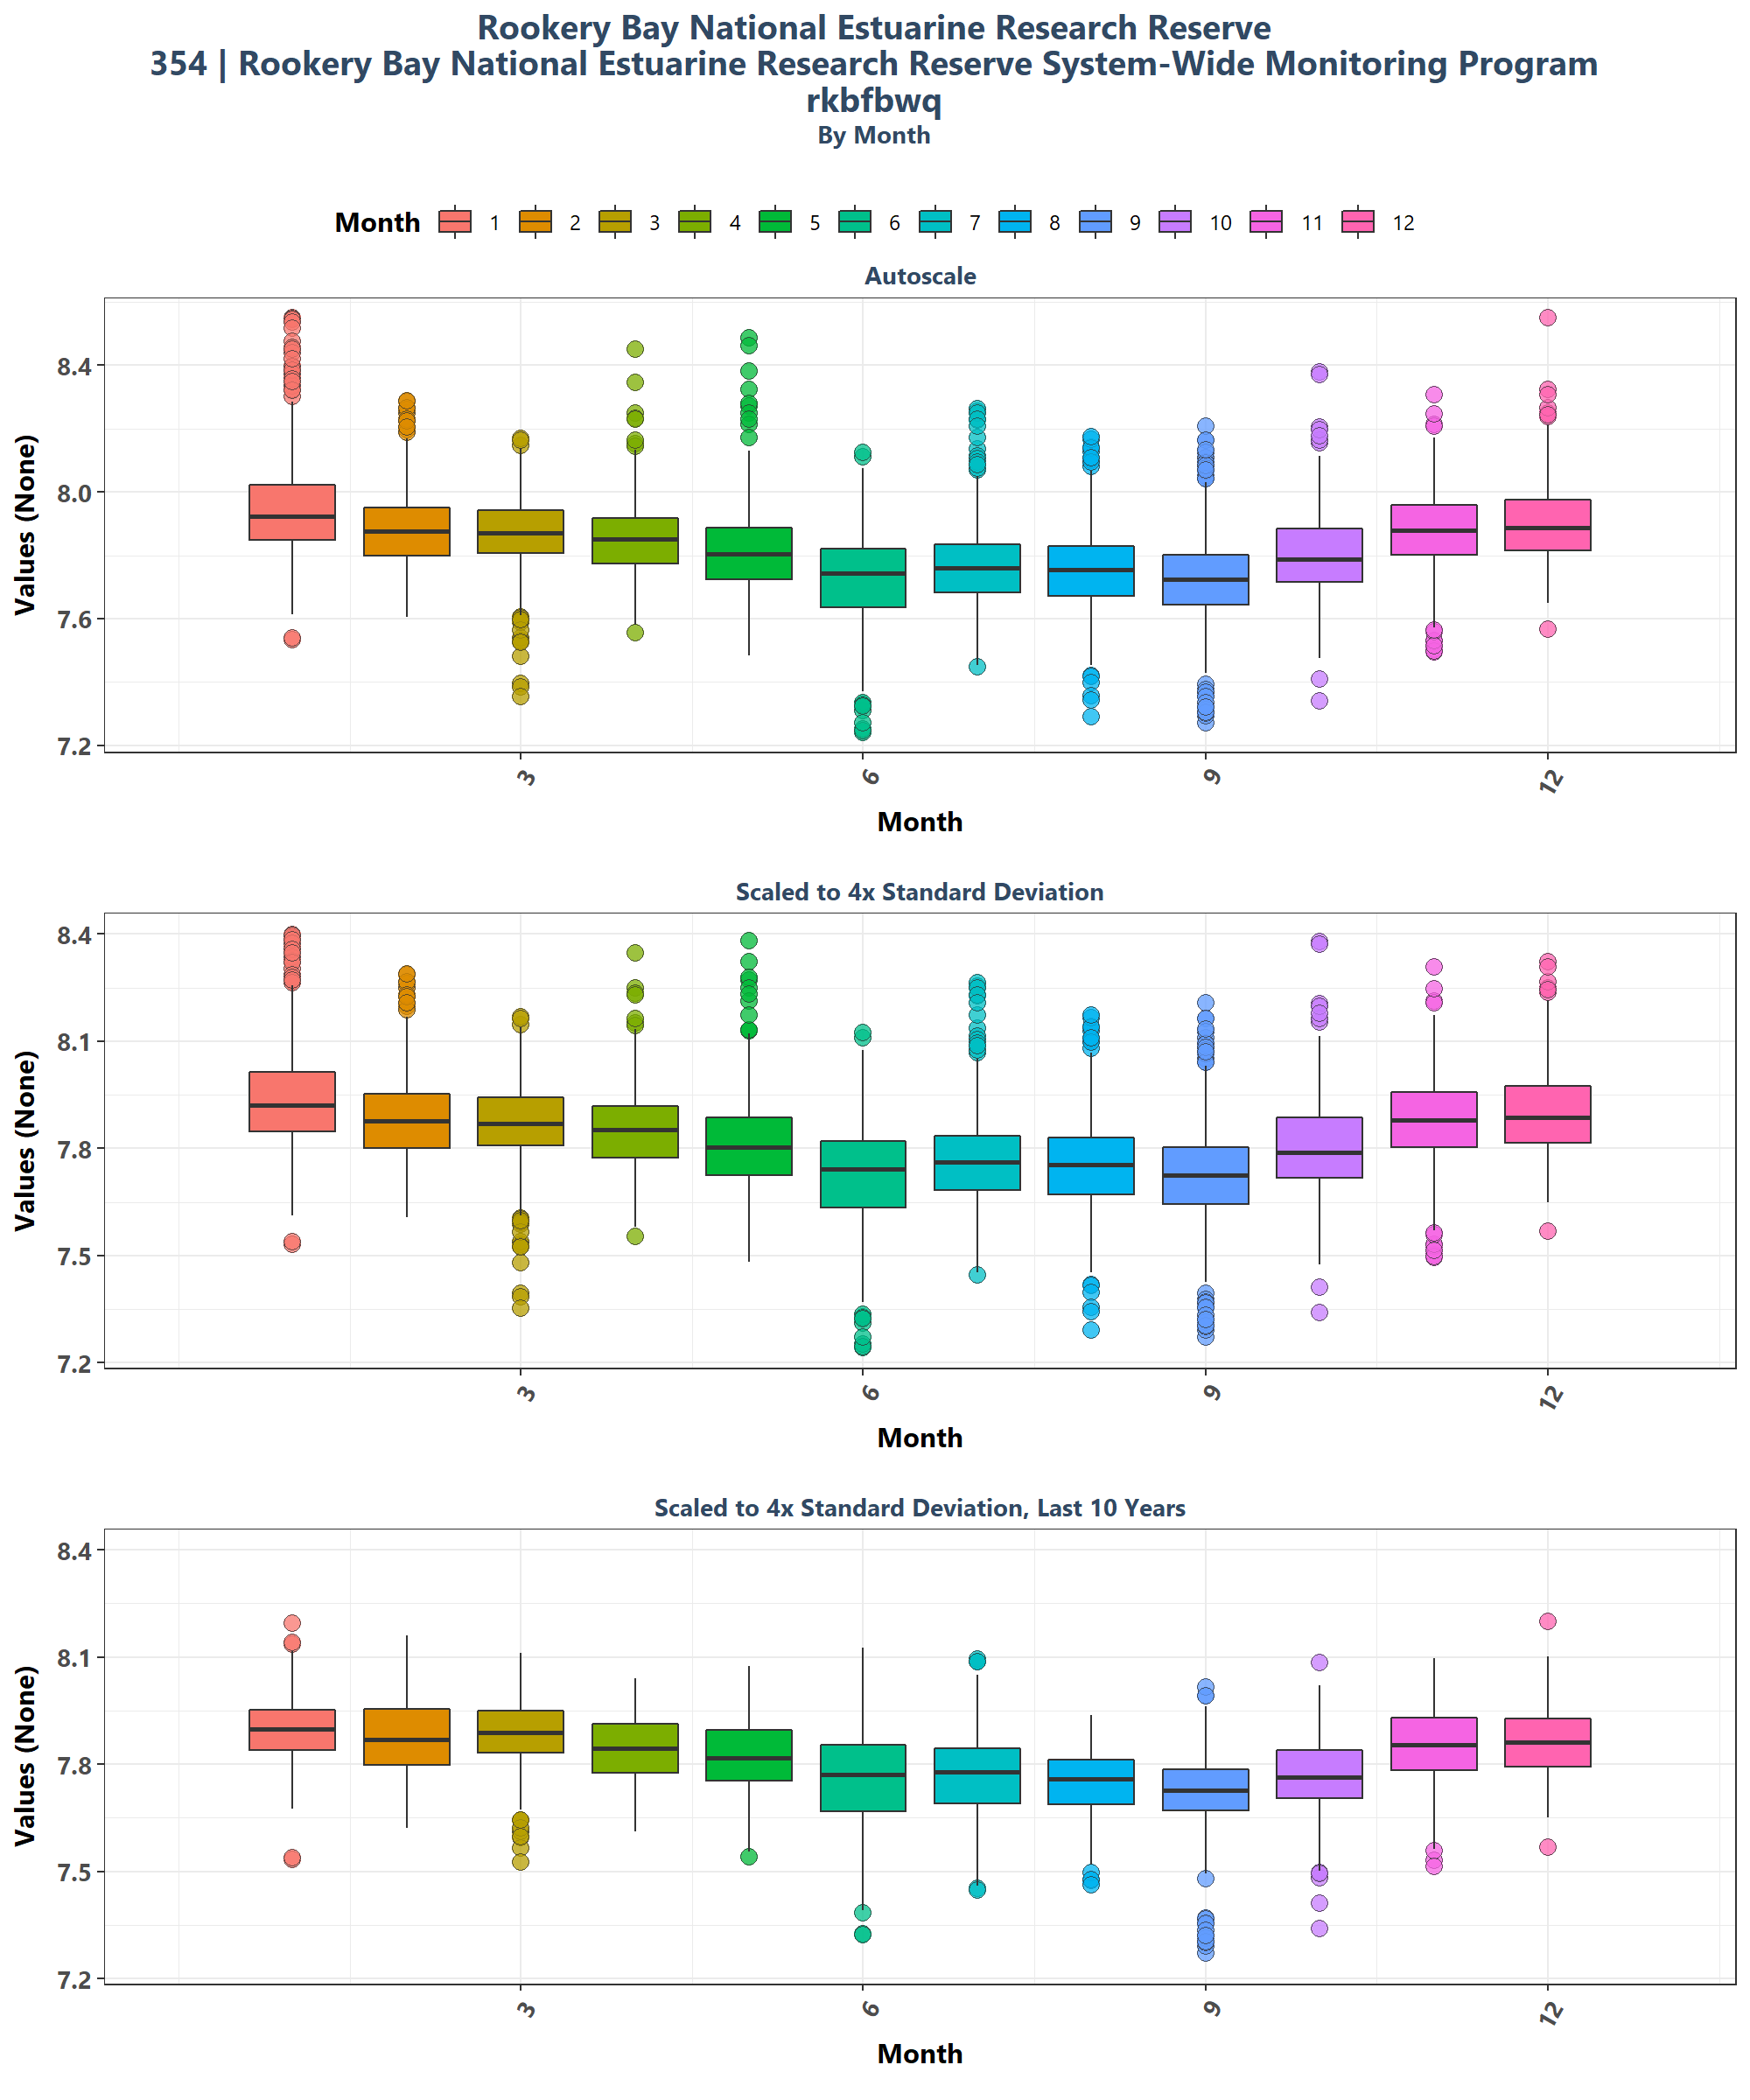 Rookery Bay National Estuarine Research Reserve
354 | Rookery Bay National Estuarine Research Reserve System-Wide Monitoring Program
rkbfbwq
By Month
Month 1 2 3 4 5 6 7 8 9 10 11 12
Autoscale
Values (None)
8.4
8.0
7.6
7.2
3 6 9 12
Month
Scaled to 4x Standard Deviation
Values (None)
8.4
8.1
7.8
7.5
7.2
3 6 9 12
Month
Scaled to 4x Standard Deviation, Last 10 Years
Values (None)
8.4
8.1
7.8
7.5
7.2
3 6 9 12
Month